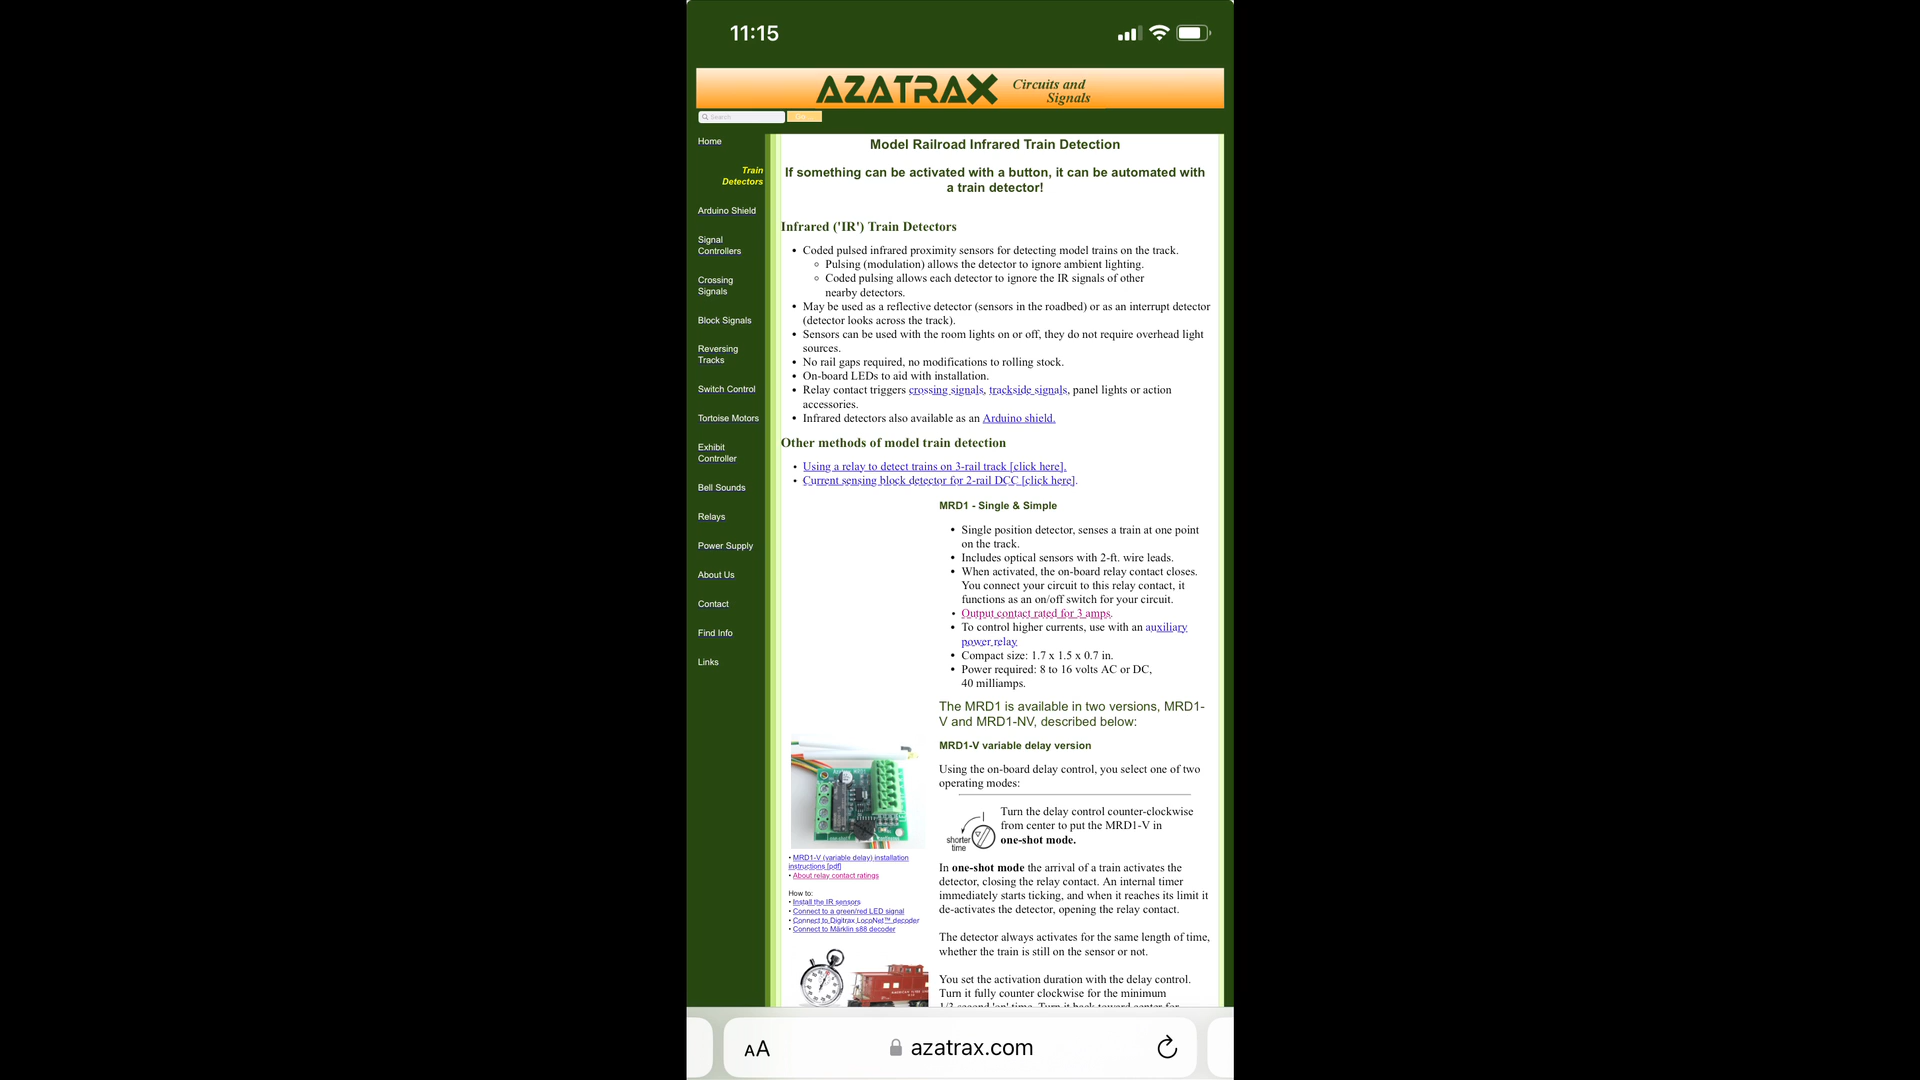 11:15
AZATRAX
Circuits and
Signals
Search
Home
Train
Detectors
Arduino Shield
Signal
Controllers
Crossing
Signals
Block Signals
Reversing
Tracks
Switch Control
Tortoise Motors
Exhibit
Controller
Bell Sounds
Relays
Power Supply
About Us
Contact
Find Info
Links
Model Railroad Infrared Train Detection
If something can be activated with a button, it can be automated with
a train detector!
Infrared ('IR') Train Detectors
• Coded pulsed infrared proximity sensors for detecting model trains on the track.
◦ Pulsing (modulation) allows the detector to ignore ambient lighting.
◦ Coded pulsing allows each detector to ignore the IR signals of other
nearby detectors.
• May be used as a reflective detector (sensors in the roadbed) or as an interrupt detector
(detector looks across the track).
• Sensors can be used with the room lights on or off, they do not require overhead light
sources.
• No rail gaps required, no modifications to rolling stock.
• On-board LEDs to aid with installation.
• Relay contact triggers crossing signals, trackside signals, panel lights or action
accessories.
• Infrared detectors also available as an Arduino shield.
Other methods of model train detection
• Using a relay to detect trains on 3-rail track [click here].
• Current sensing block detector for 2-rail DCC [click here].
MRD1 - Single & Simple
• Single position detector, senses a train at one point
on the track.
• Includes optical sensors with 2-ft. wire leads.
• When activated, the on-board relay contact closes.
You connect your circuit to this relay contact, it
functions as an on/off switch for your circuit.
• Output contact rated for 3 amps.
• To control higher currents, use with an auxiliary
power relay
• Compact size: 1.7 x 1.5 x 0.7 in.
• Power required: 8 to 16 volts AC or DC,
40 milliamps.
The MRD1 is available in two versions, MRD1-
V and MRD1-NV, described below:
• MRD1-V (variable delay) installation
instructions [pdf]
• About relay contact ratings
How to:
• Install the IR sensors
• Connect to a green/red LED signal
• Connect to Digitrax LocoNet™ decoder
• Connect to Märklin s88 decoder
MRD1-V variable delay version
Using the on-board delay control, you select one of two
operating modes:
shorter
time
Turn the delay control counter-clockwise
from center to put the MRD1-V in
one-shot mode.
In one-shot mode the arrival of a train activates the
detector, closing the relay contact. An internal timer
immediately starts ticking, and when it reaches its limit it
de-activates the detector, opening the relay contact.
The detector always activates for the same length of time,
whether the train is still on the sensor or not.
You set the activation duration with the delay control.
Turn it fully counter clockwise for the minimum
1/3 second 'on' time. Turn it back toward center for
AA
azatrax.com